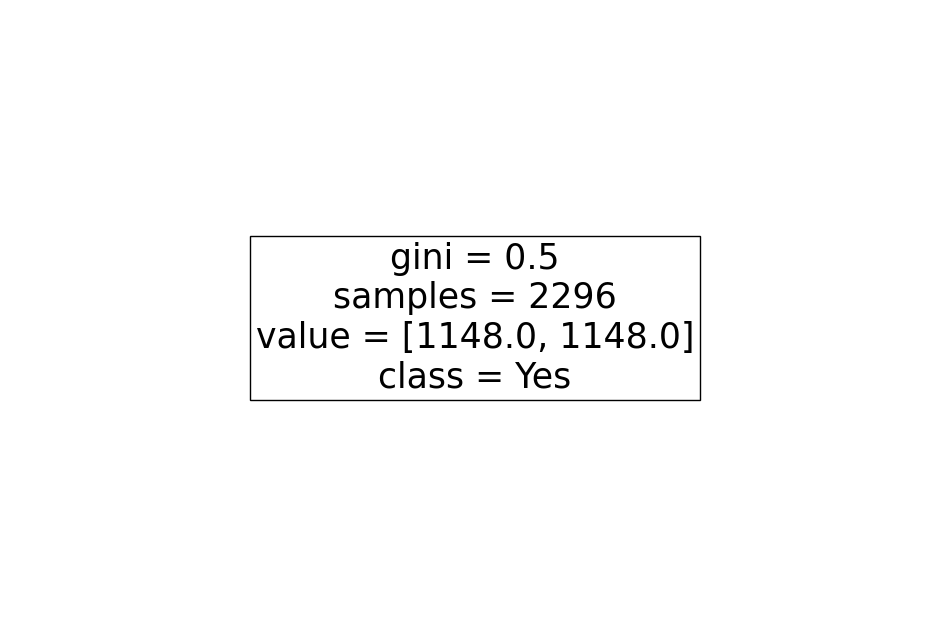 gini = 0.5
samples = 2296
value = [1148.0, 1148.0]
class = Yes